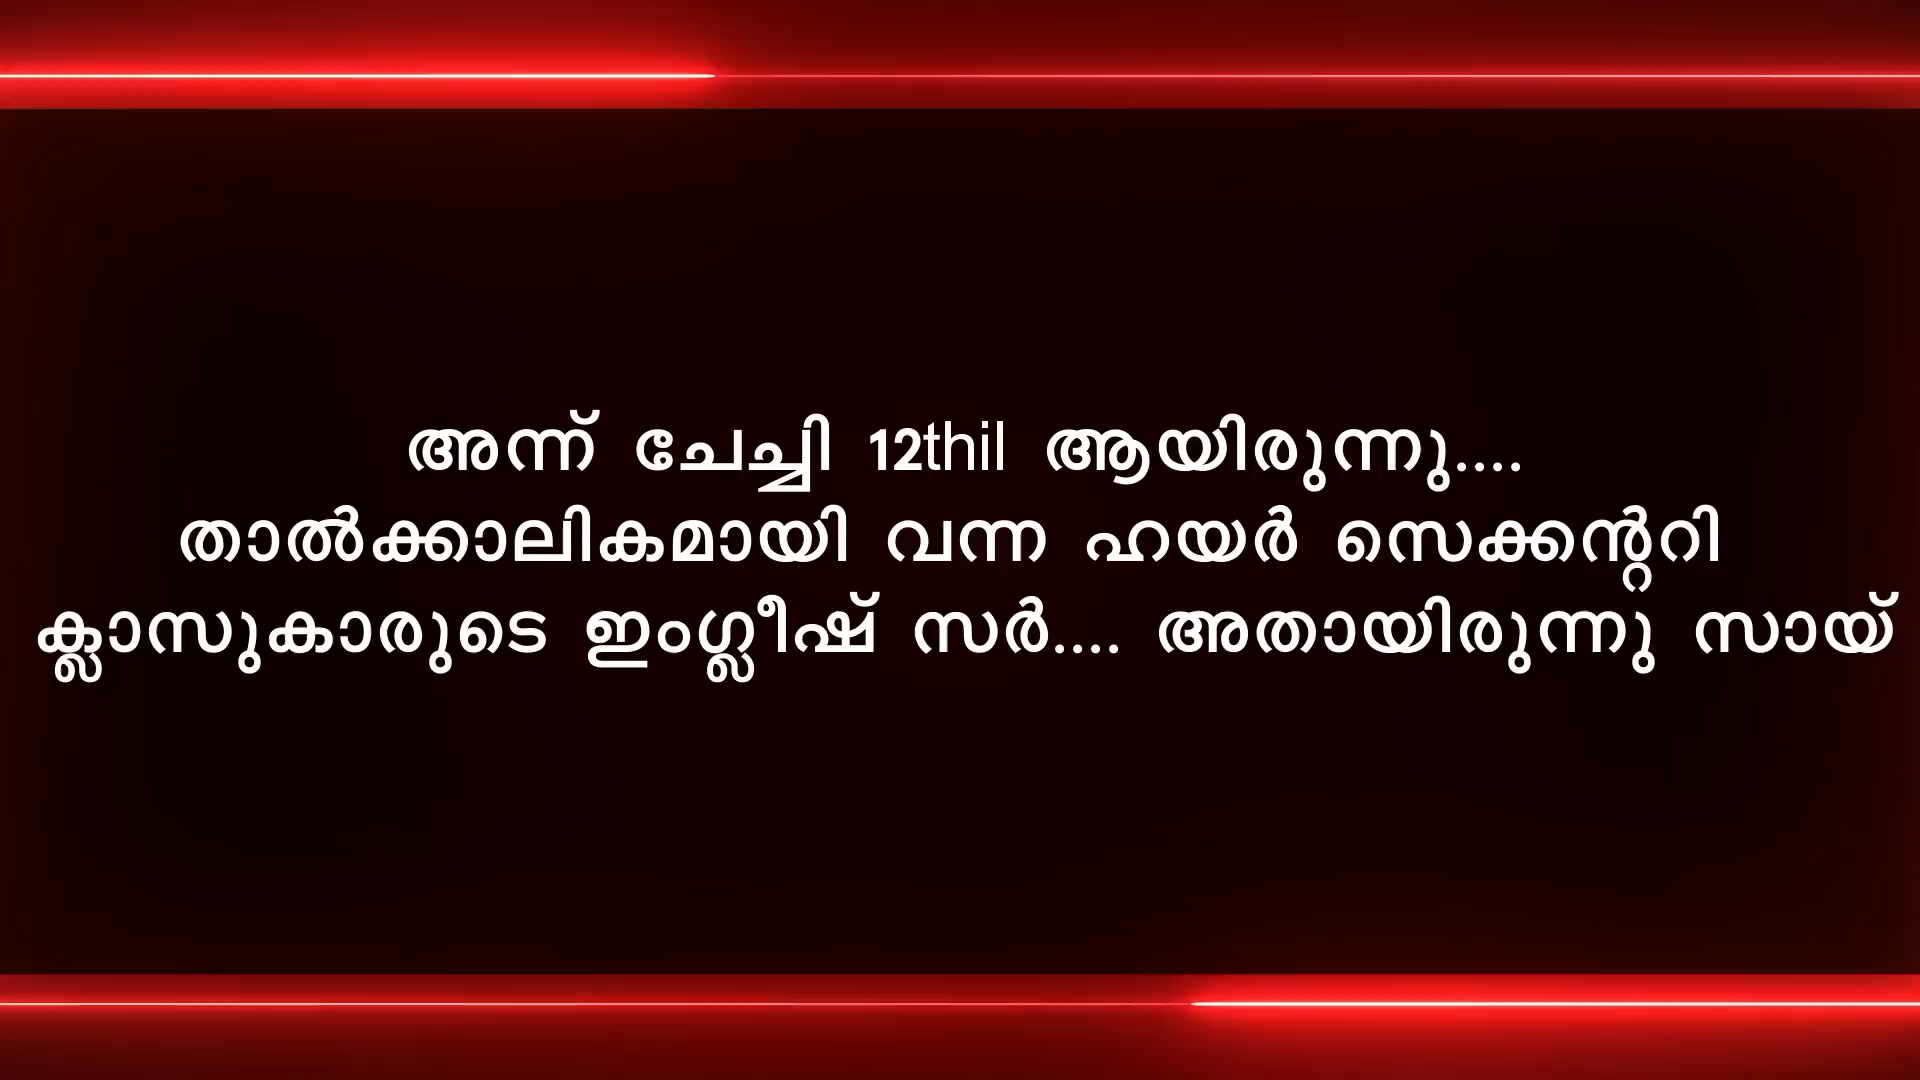 അന്ന് ചേച്ചി 12thil ആയിരുന്നു....
താൽക്കാലികമായി വന്ന ഹയർ സെക്കന്ററി
ക്ലാസുകാരുടെ ഇംഗ്ലീഷ് സർ.... അതായിരുന്നു സായ്